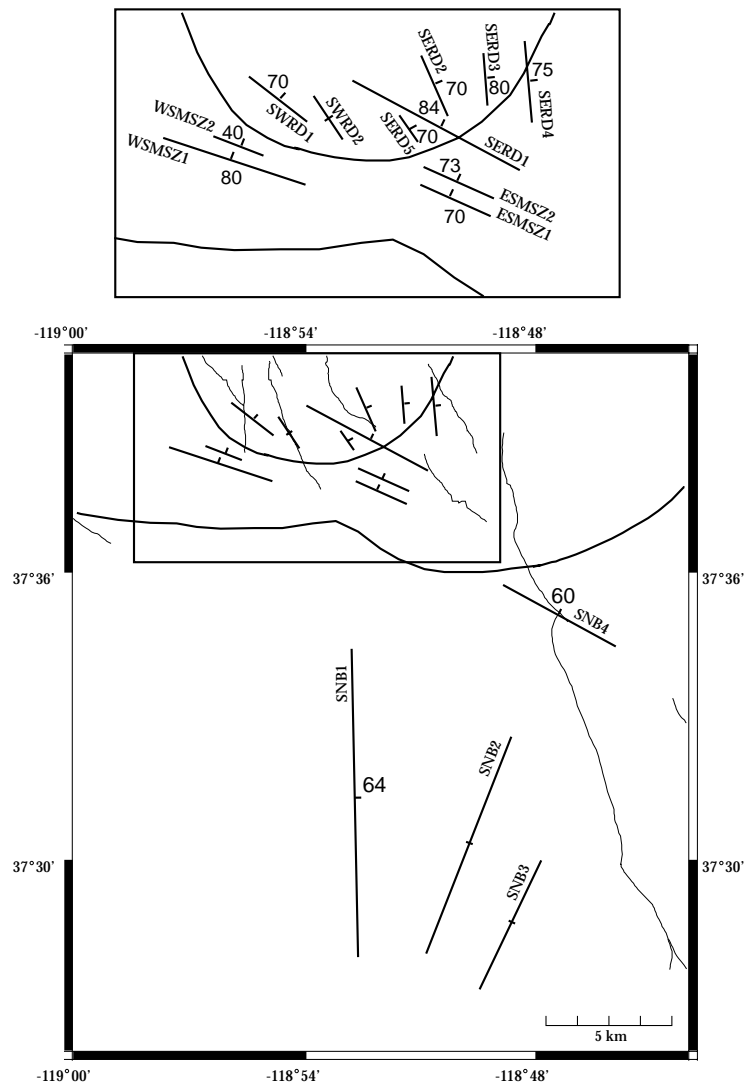 SERD2
SERD3
75
70
70
80
SERD4
84
WSMSZ2
SWRD1
SWRD2
SERD5
70
40
WSMSZ1
SERD1
80
73
ESMSZ2
70
ESMSZ1
-119°00'
-118°54'
-118°48'
37°36'
37°36'
60
SNB4
SNB1
SNB2
64
37°30'
37°30'
SNB3
5 km
-119°00'
-118°54'
-118°48'